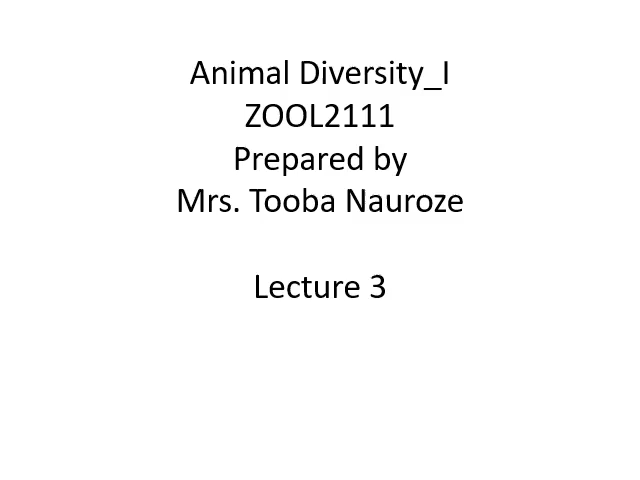 Animal Diversity_I
ZOOL2111
Prepared by
Mrs. Tooba Nauroze
Lecture 3